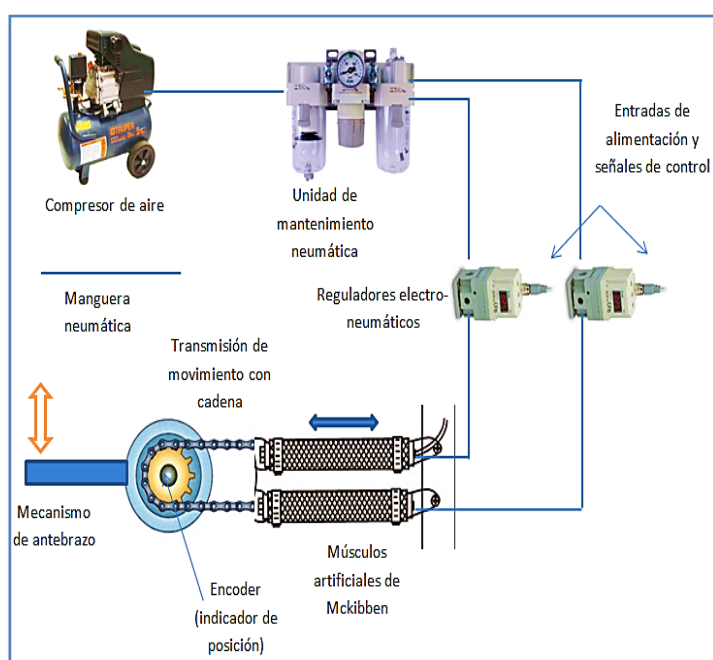 TRUPER
Compresor de aire
Unidad de
mantenimiento
neumática
Entradas de
alimentación y
señales de control
Manguera
neumática
Reguladores electro-
neumáticos
Transmisión de
movimiento con
cadena
Mecanismo
de antebrazo
Encoder
(indicador de
posición)
Músculos
artificiales de
Mckibben